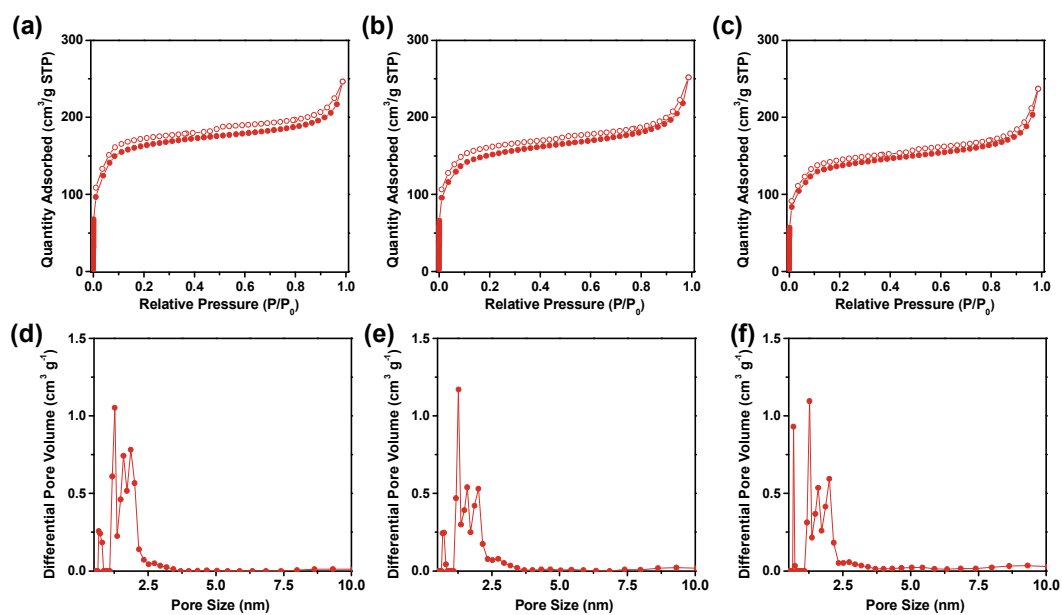 (a)
300
200
100
0
Quantity Adsorbed (cm³/g STP)
0.0 0.2 0.4 0.6 0.8 1.0
Relative Pressure (P/P₀)
(b)
300
200
100
0
Quantity Adsorbed (cm³/g STP)
0.0 0.2 0.4 0.6 0.8 1.0
Relative Pressure (P/P₀)
(c)
300
200
100
0
Quantity Adsorbed (cm³/g STP)
0.0 0.2 0.4 0.6 0.8 1.0
Relative Pressure (P/P₀)
(d)
1.5
1.0
0.5
0.0
Differential Pore Volume (cm³ g⁻¹)
2.5 5.0 7.5 10.0
Pore Size (nm)
(e)
1.5
1.0
0.5
0.0
Differential Pore Volume (cm³ g⁻¹)
2.5 5.0 7.5 10.0
Pore Size (nm)
(f)
1.5
1.0
0.5
0.0
Differential Pore Volume (cm³ g⁻¹)
2.5 5.0 7.5 10.0
Pore Size (nm)